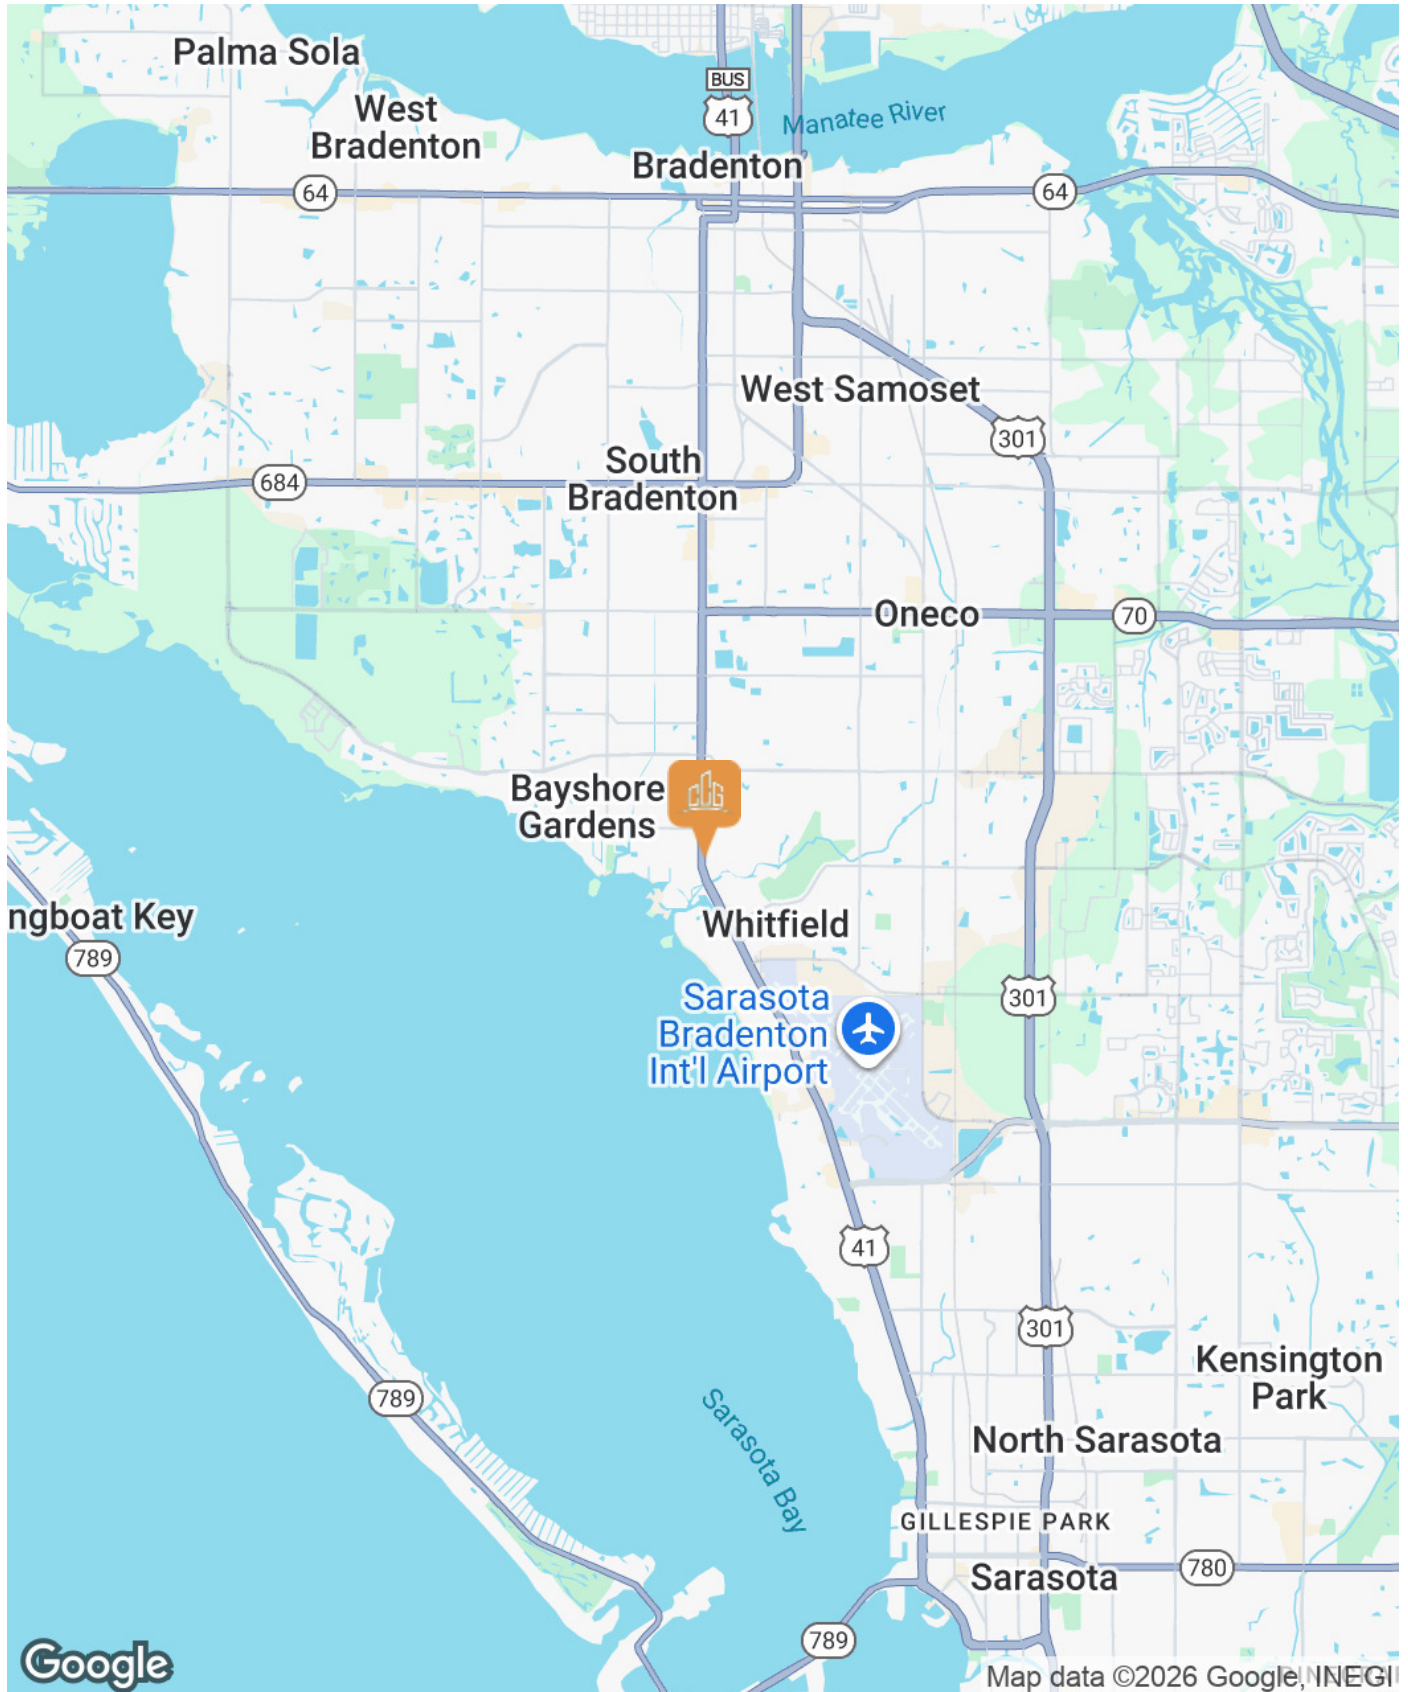 Palma Sola
West
Bradenton
BUS
41
Manatee River
Bradenton
64
64
West Samoset
301
South
Bradenton
684
Oneco
70
Bayshore
Gardens
CCG
ngboat Key
789
Whitfield
Sarasota
Bradenton
Int'l Airport
301
41
301
Kensington
Park
789
Sarasota Bay
North Sarasota
GILLESPIE PARK
Sarasota
780
789
Google
Map data ©2026 Google, INEGI